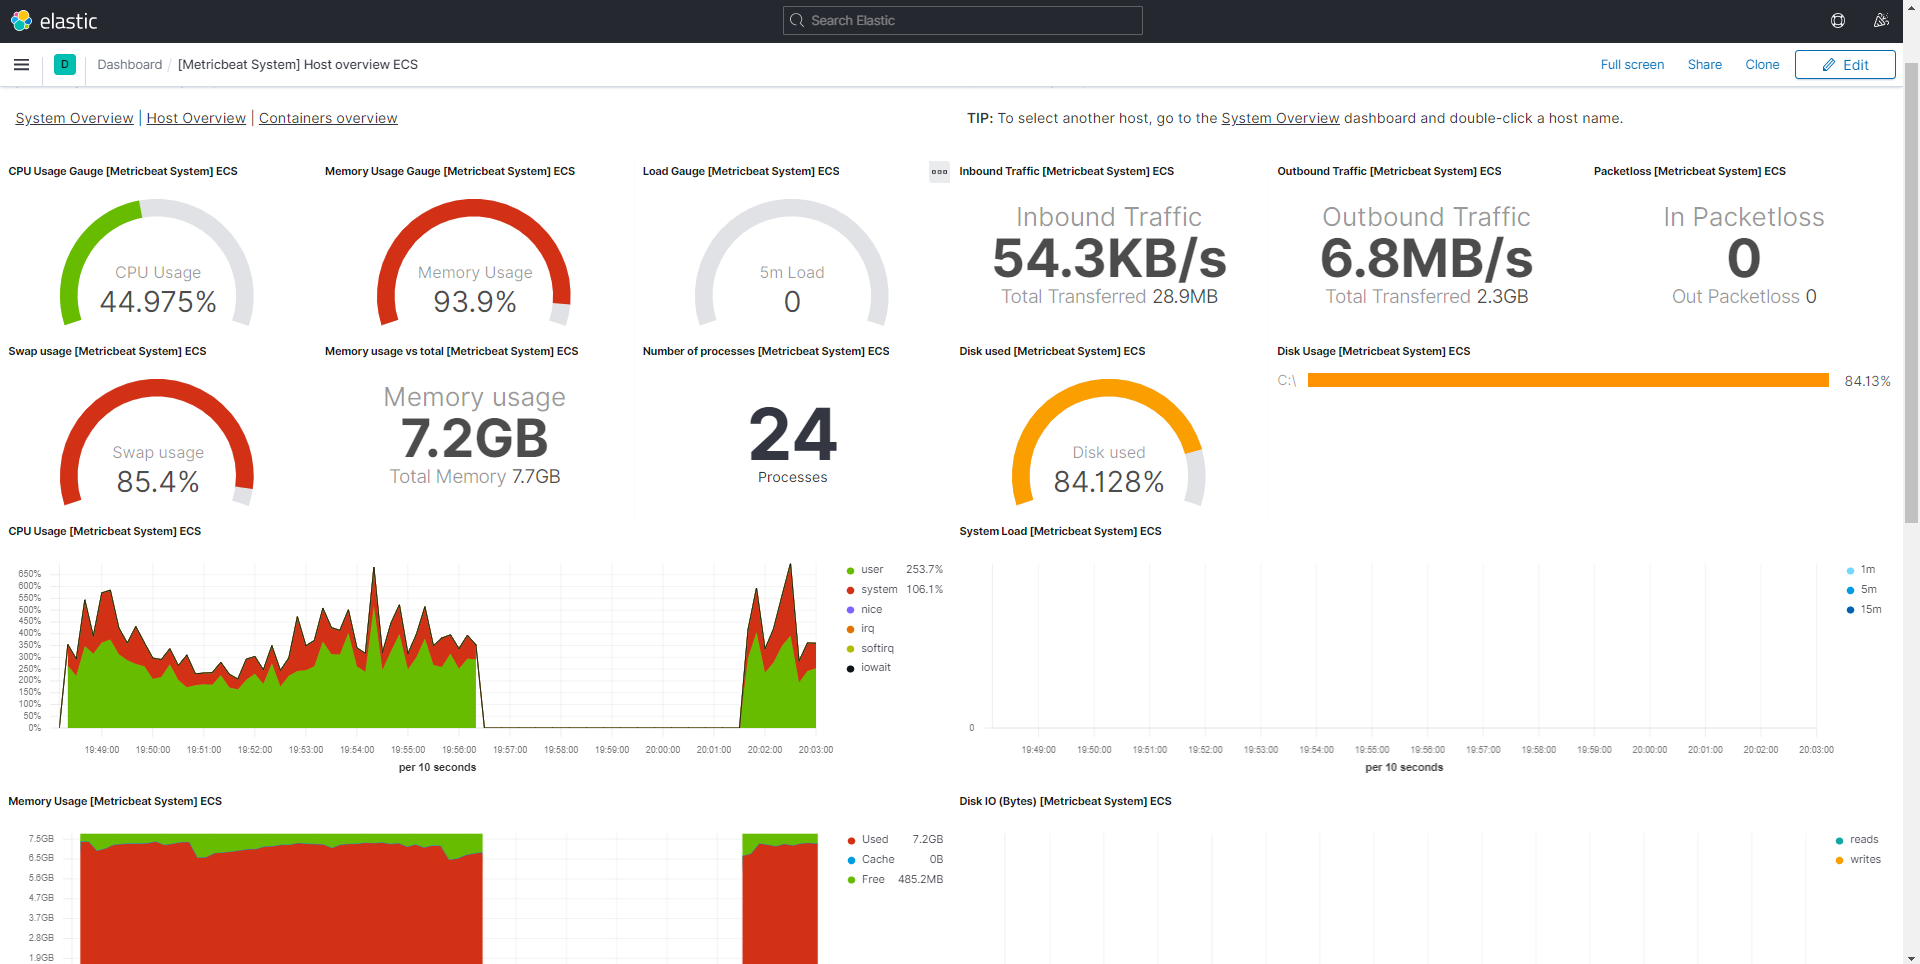 elastic
Search Elastic
D
Dashboard / [Metricbeat System] Host overview ECS
Full screen
Share
Clone
Edit
System Overview | Host Overview | Containers overview
TIP: To select another host, go to the System Overview dashboard and double-click a host name.
CPU Usage Gauge [Metricbeat System] ECS
CPU Usage
44.975%
Memory Usage Gauge [Metricbeat System] ECS
Memory Usage
93.9%
Load Gauge [Metricbeat System] ECS
5m Load
0
Inbound Traffic [Metricbeat System] ECS
Inbound Traffic
54.3KB/s
Total Transferred 28.9MB
Outbound Traffic [Metricbeat System] ECS
Outbound Traffic
6.8MB/s
Total Transferred 2.3GB
Packetloss [Metricbeat System] ECS
In Packetloss
0
Out Packetloss 0
Swap usage [Metricbeat System] ECS
Swap usage
85.4%
Memory usage vs total [Metricbeat System] ECS
Memory usage
7.2GB
Total Memory 7.7GB
Number of processes [Metricbeat System] ECS
24
Processes
Disk used [Metricbeat System] ECS
Disk used
84.128%
Disk Usage [Metricbeat System] ECS
C:\ 84.13%
CPU Usage [Metricbeat System] ECS
650%
600%
550%
500%
450%
400%
350%
300%
250%
200%
150%
100%
50%
0%
19:49:00 19:50:00 19:51:00 19:52:00 19:53:00 19:54:00 19:55:00 19:56:00 19:57:00 19:58:00 19:59:00 20:00:00 20:01:00 20:02:00 20:03:00
per 10 seconds
user 253.7%
system 106.1%
nice
irq
softirq
iowait
System Load [Metricbeat System] ECS
0
19:49:00 19:50:00 19:51:00 19:52:00 19:53:00 19:54:00 19:55:00 19:56:00 19:57:00 19:58:00 19:59:00 20:00:00 20:01:00 20:02:00 20:03:00
per 10 seconds
1m
5m
15m
Memory Usage [Metricbeat System] ECS
7.5GB
6.5GB
5.6GB
4.7GB
3.7GB
2.8GB
1.9GB
Used 7.2GB
Cache 0B
Free 485.2MB
Disk IO (Bytes) [Metricbeat System] ECS
reads
writes